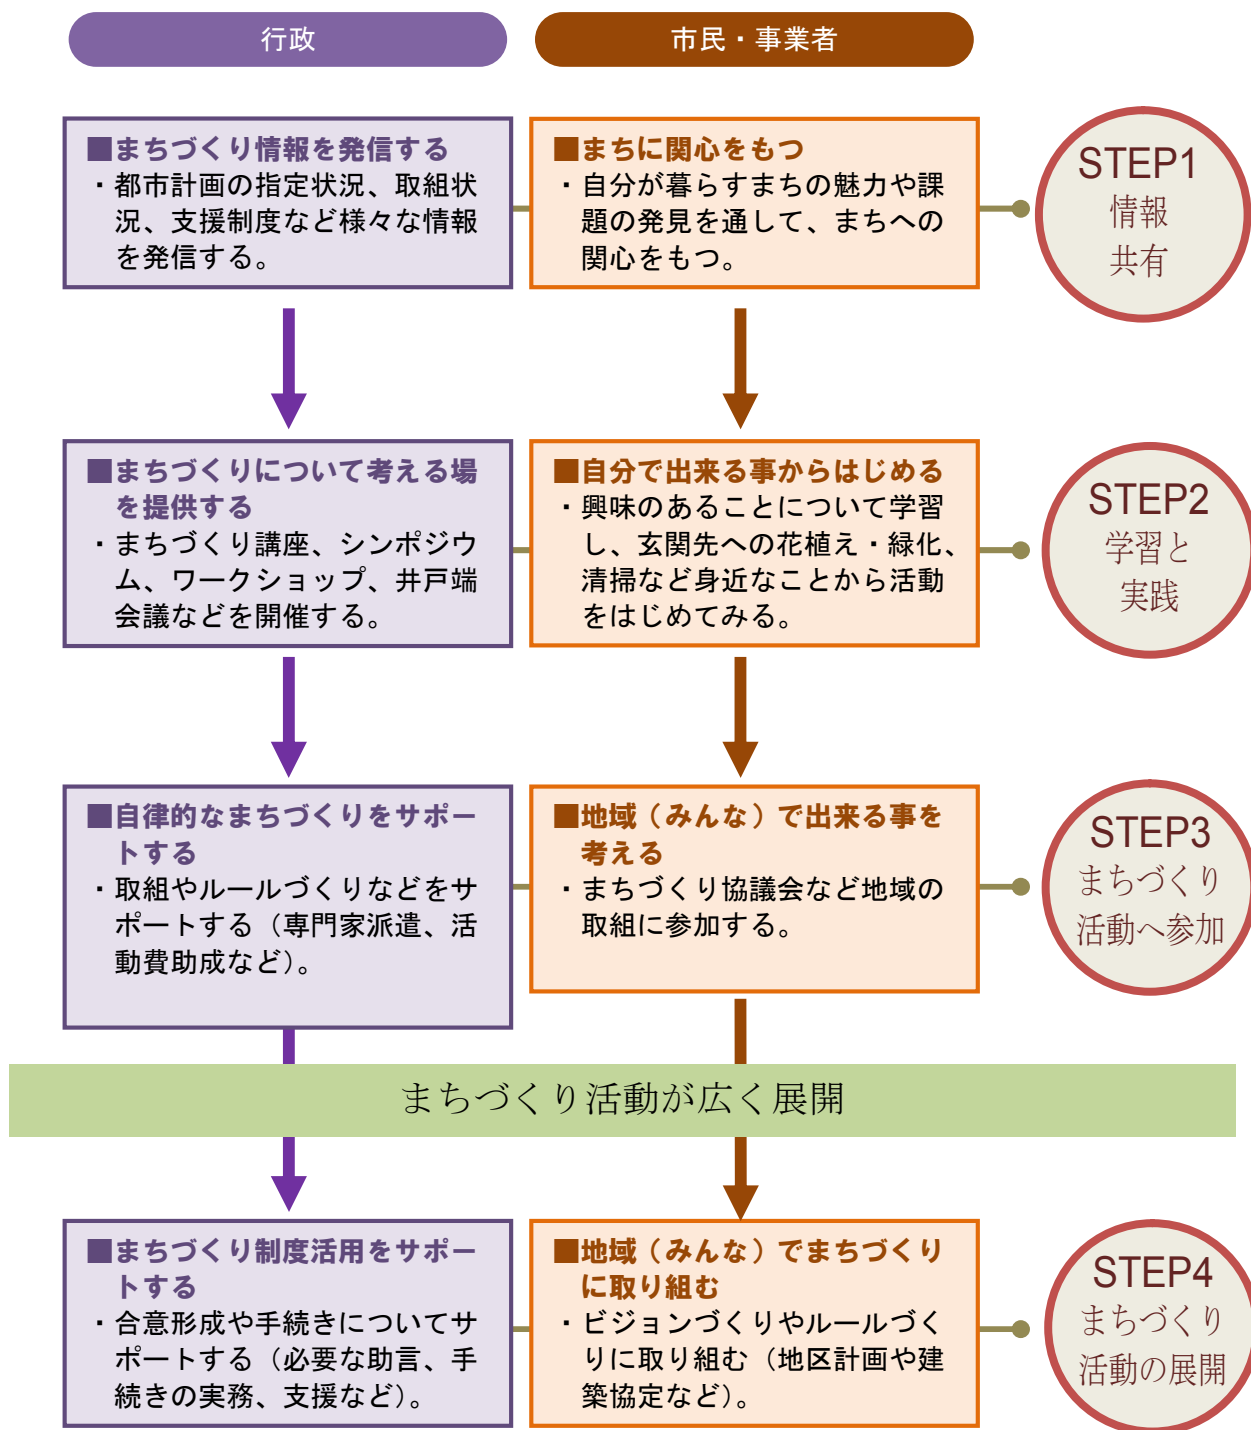 行政
市民・事業者
■まちづくり情報を発信する
・都市計画の指定状況、取組状
況、支援制度など様々な情報
を発信する。
■まちに関心をもつ
・自分が暮らすまちの魅力や課
題の発見を通して、まちへの
関心をもつ。
STEP1
情報
共有
■まちづくりについて考える場
を提供する
・まちづくり講座、シンポジウ
ム、ワークショップ、井戸端
会議などを開催する。
■自分で出来る事からはじめる
・興味のあることについて学習
し、玄関先への花植え・緑化、
清掃など身近なことから活動
をはじめてみる。
STEP2
学習と
実践
■自律的なまちづくりをサポー
トする
・取組やルールづくりなどをサ
ポートする（専門家派遣、活
動費助成など）。
■地域（みんな）で出来る事を
考える
・まちづくり協議会など地域の
取組に参加する。
STEP3
まちづくり
活動へ参加
まちづくり活動が広く展開
■まちづくり制度活用をサポー
トする
・合意形成や手続きについてサ
ポートする（必要な助言、手
続きの実務、支援など）。
■地域（みんな）でまちづくり
に取り組む
・ビジョンづくりやルールづく
りに取り組む（地区計画や建
築協定など）。
STEP4
まちづくり
活動の展開